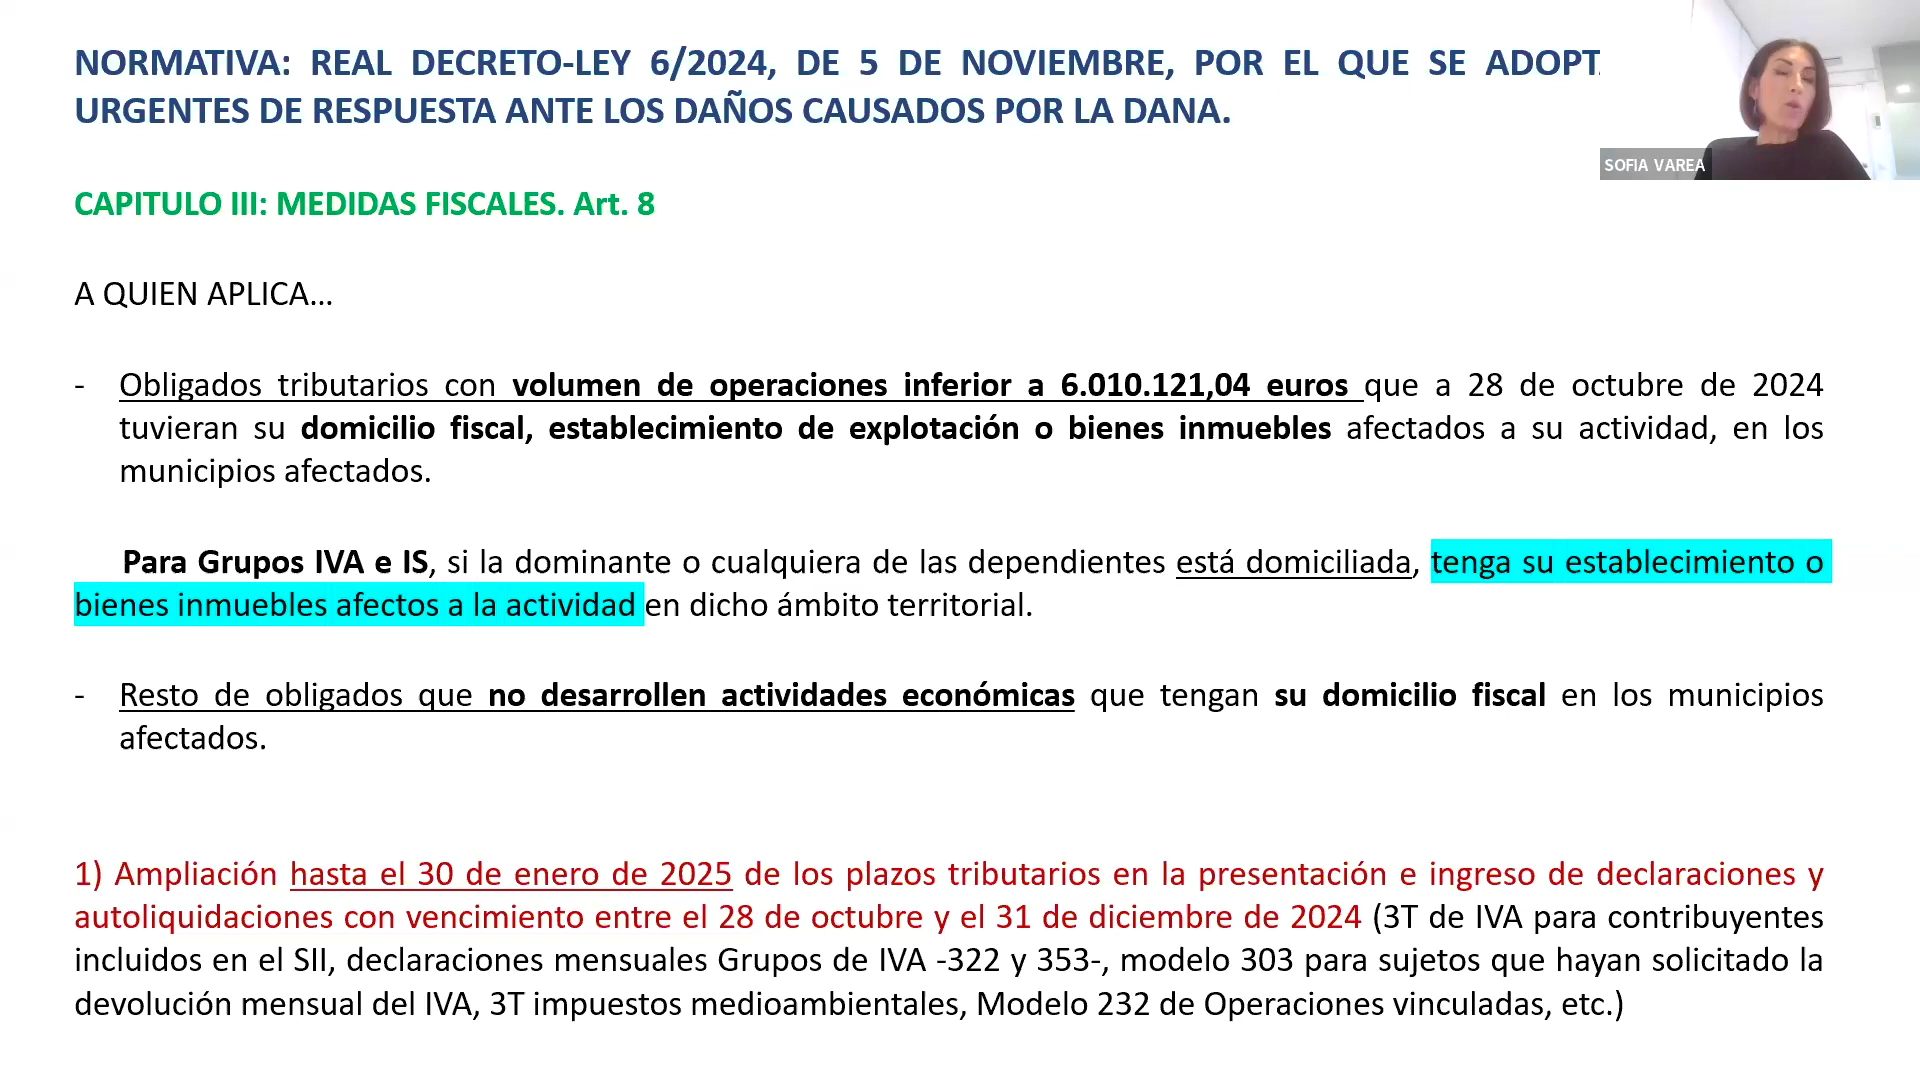 NORMATIVA: REAL DECRETO-LEY 6/2024, DE 5 DE NOVIEMBRE, POR EL QUE SE ADOPT
URGENTES DE RESPUESTA ANTE LOS DAÑOS CAUSADOS POR LA DANA.
SOFIA VAREA
CAPITULO III: MEDIDAS FISCALES. Art. 8
A QUIEN APLICA...
- Obligados tributarios con volumen de operaciones inferior a 6.010.121,04 euros que a 28 de octubre de 2024
tuvieran su domicilio fiscal, establecimiento de explotación o bienes inmuebles afectados a su actividad, en los
municipios afectados.
Para Grupos IVA e IS, si la dominante o cualquiera de las dependientes está domiciliada, tenga su establecimiento o
bienes inmuebles afectos a la actividad en dicho ámbito territorial.
- Resto de obligados que no desarrollen actividades económicas que tengan su domicilio fiscal en los municipios
afectados.
1) Ampliación hasta el 30 de enero de 2025 de los plazos tributarios en la presentación e ingreso de declaraciones y
autoliquidaciones con vencimiento entre el 28 de octubre y el 31 de diciembre de 2024 (3T de IVA para contribuyentes
incluidos en el SII, declaraciones mensuales Grupos de IVA -322 y 353-, modelo 303 para sujetos que hayan solicitado la
devolución mensual del IVA, 3T impuestos medioambientales, Modelo 232 de Operaciones vinculadas, etc.)